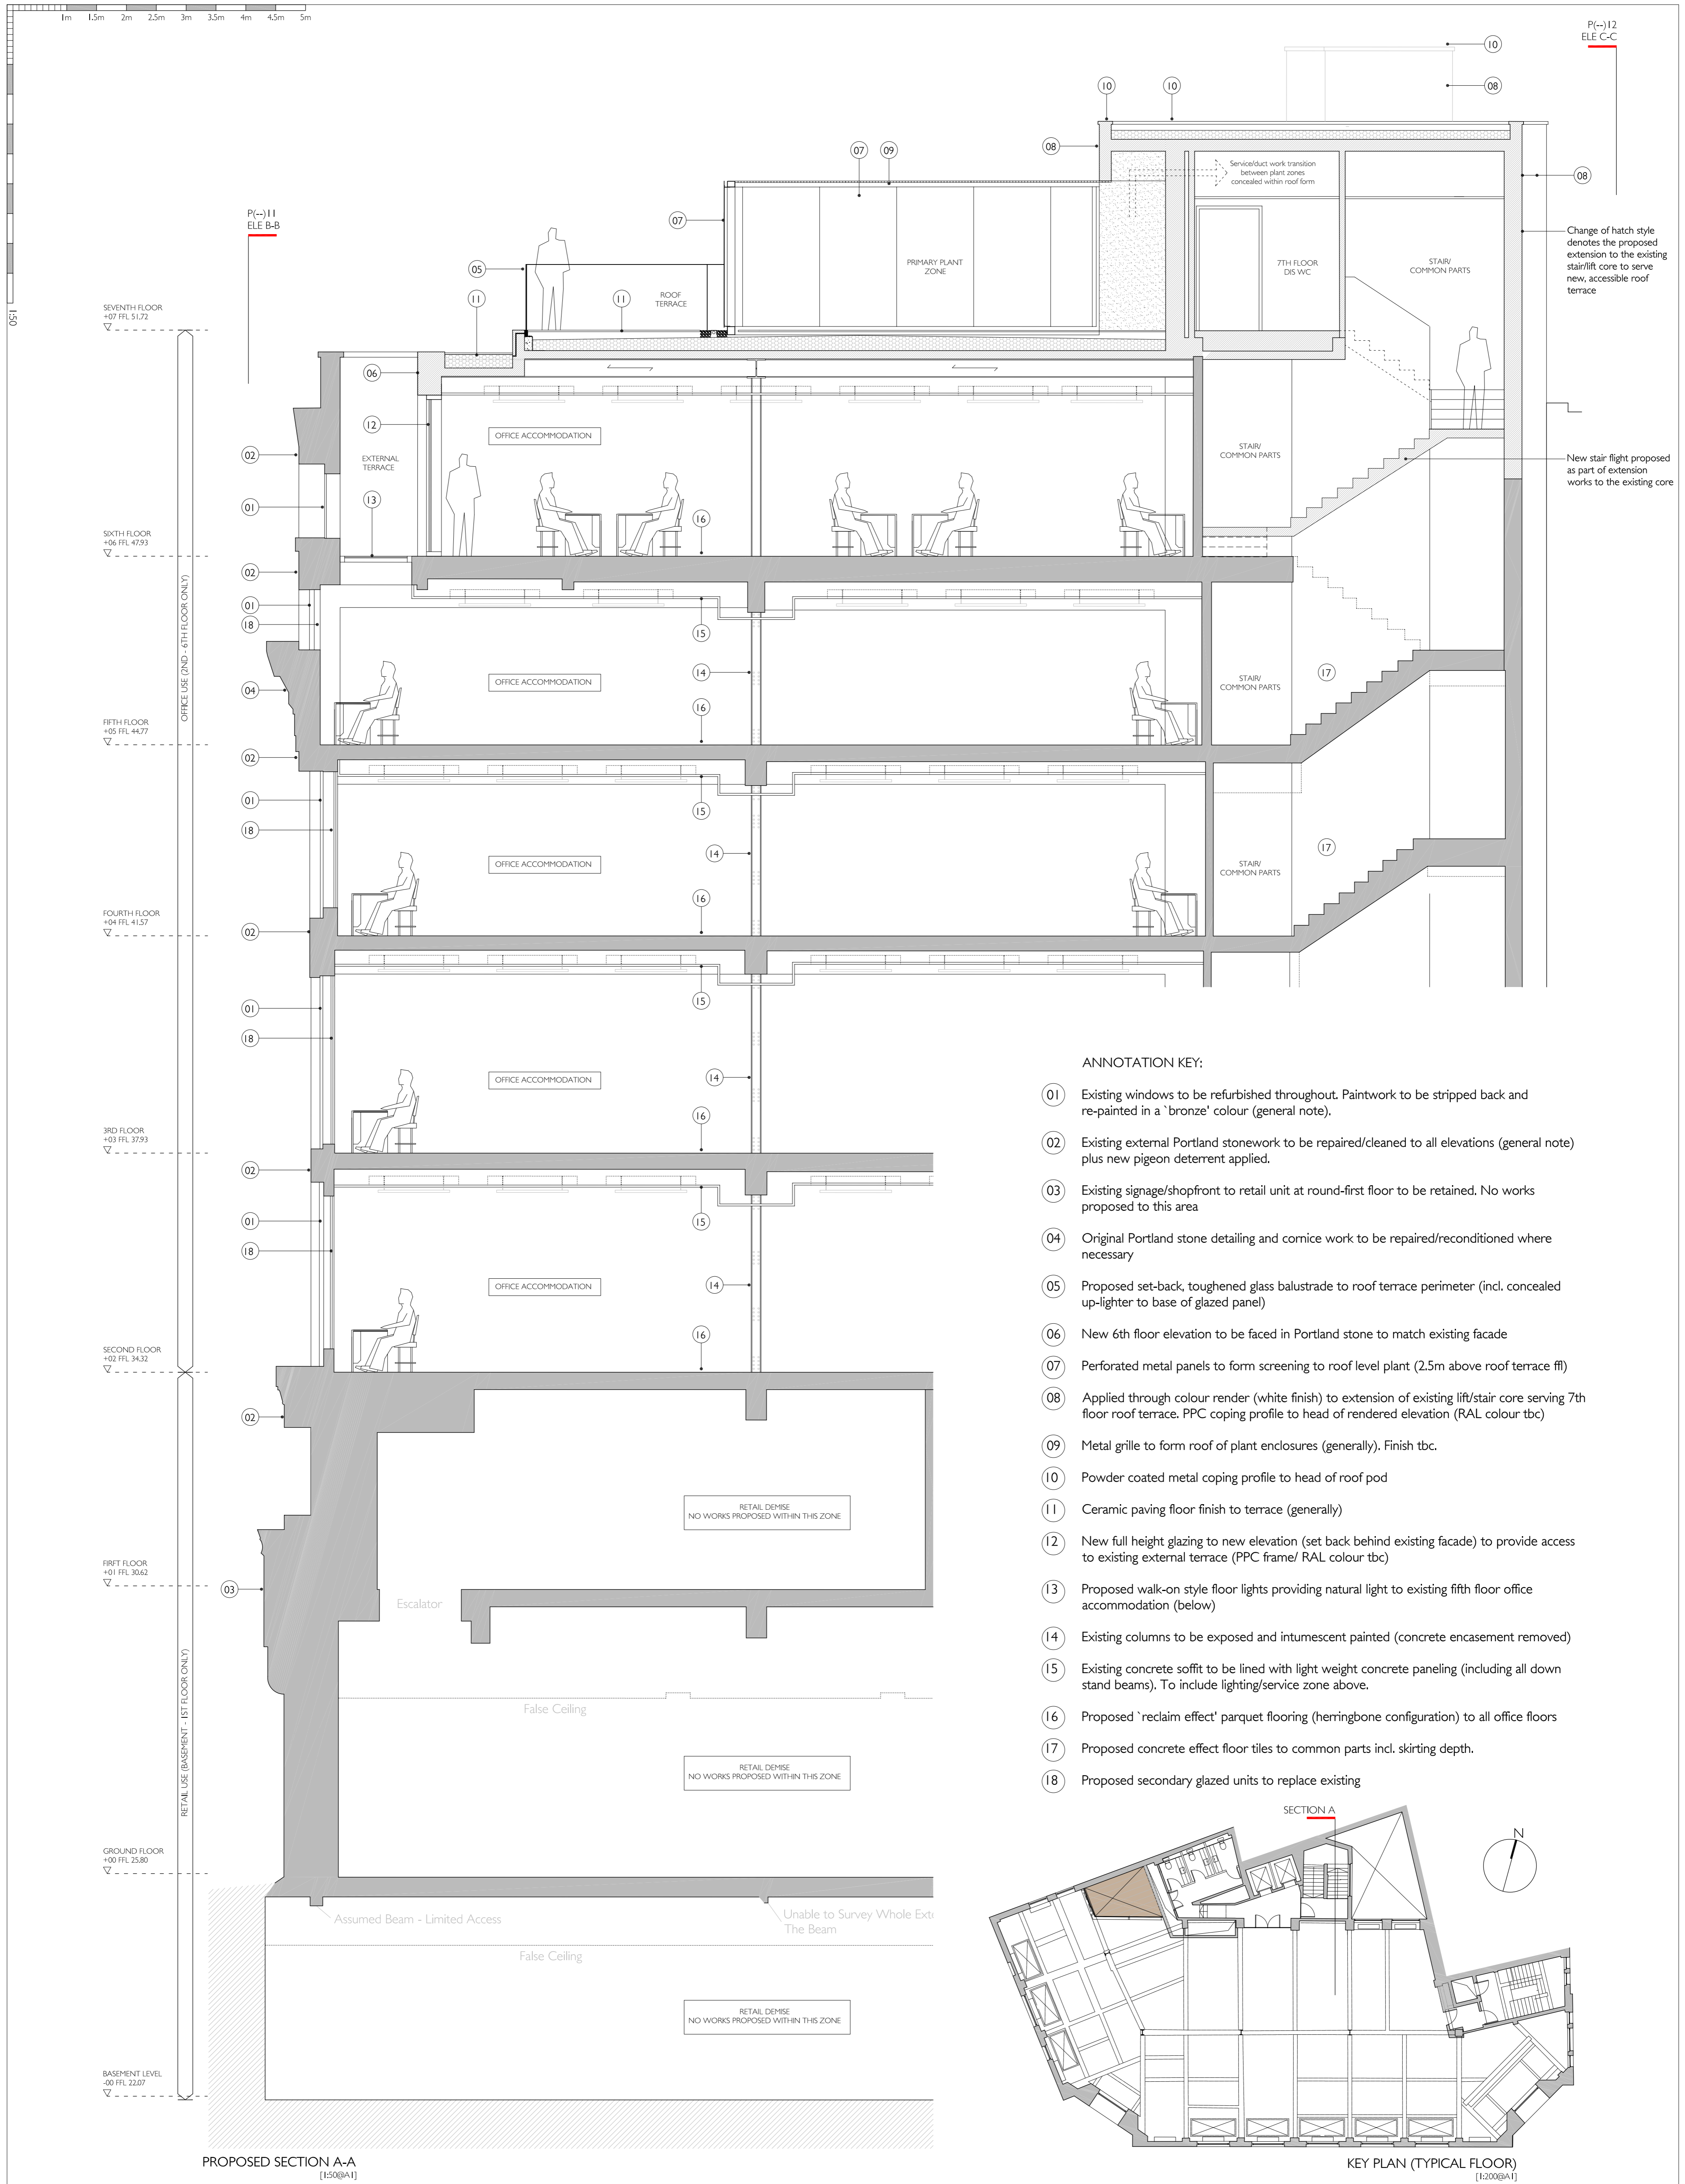 1m 1.5m 2m 2.5m 3m 3.5m 4m 4.5m 5m
1:50
P(--)11
ELE B-B
P(--)12
ELE C-C
10
08
10
10
08
07
09
08
07
05
11
11
Service/duct work transition
between plant zones
concealed within roof form
PRIMARY PLANT
ZONE
7TH FLOOR
DIS WC
STAIR/
COMMON PARTS
ROOF
TERRACE
Change of hatch style
denotes the proposed
extension to the existing
stair/lift core to serve
new, accessible roof
terrace
SEVENTH FLOOR
+07 FFL 51.72
06
12
02
01
13
16
EXTERNAL
TERRACE
OFFICE ACCOMMODATION
STAIR/
COMMON PARTS
New stair flight proposed
as part of extension
works to the existing core
SIXTH FLOOR
+06 FFL 47.93
02
01
18
04
15
14
16
17
OFFICE ACCOMMODATION
STAIR/
COMMON PARTS
OFFICE USE (2ND - 6TH FLOOR ONLY)
FIFTH FLOOR
+05 FFL 44.77
02
01
18
15
14
16
17
OFFICE ACCOMMODATION
STAIR/
COMMON PARTS
FOURTH FLOOR
+04 FFL 41.57
02
01
18
15
14
16
OFFICE ACCOMMODATION
3RD FLOOR
+03 FFL 37.93
02
01
18
15
14
16
OFFICE ACCOMMODATION
SECOND FLOOR
+02 FFL 34.32
02
RETAIL DEMISE
NO WORKS PROPOSED WITHIN THIS ZONE
FIRFT FLOOR
+01 FFL 30.62
03
Escalator
RETAIL USE (BASEMENT - 1ST FLOOR ONLY)
False Ceiling
RETAIL DEMISE
NO WORKS PROPOSED WITHIN THIS ZONE
GROUND FLOOR
+00 FFL 25.80
Assumed Beam - Limited Access
Unable to Survey Whole
The Beam
False Ceiling
RETAIL DEMISE
NO WORKS PROPOSED WITHIN THIS ZONE
BASEMENT LEVEL
-00 FFL 22.07
PROPOSED SECTION A-A
[1:50@A1]
ANNOTATION KEY:
01 Existing windows to be refurbished throughout. Paintwork to be stripped back and
re-painted in a `bronze' colour (general note).
02 Existing external Portland stonework to be repaired/cleaned to all elevations (general note)
plus new pigeon deterrent applied.
03 Existing signage/shopfront to retail unit at round-first floor to be retained. No works
proposed to this area
04 Original Portland stone detailing and cornice work to be repaired/reconditioned where
necessary
05 Proposed set-back, toughened glass balustrade to roof terrace perimeter (incl. concealed
up-lighter to base of glazed panel)
06 New 6th floor elevation to be faced in Portland stone to match existing facade
07 Perforated metal panels to form screening to roof level plant (2.5m above roof terrace ffl)
08 Applied through colour render (white finish) to extension of existing lift/stair core serving 7th
floor roof terrace. PPC coping profile to head of rendered elevation (RAL colour tbc)
09 Metal grille to form roof of plant enclosures (generally). Finish tbc.
10 Powder coated metal coping profile to head of roof pod
11 Ceramic paving floor finish to terrace (generally)
12 New full height glazing to new elevation (set back behind existing facade) to provide access
to existing external terrace (PPC frame/ RAL colour tbc)
13 Proposed walk-on style floor lights providing natural light to existing fifth floor office
accommodation (below)
14 Existing columns to be exposed and intumescent painted (concrete encasement removed)
15 Existing concrete soffit to be lined with light weight concrete paneling (including all down
stand beams). To include lighting/service zone above.
16 Proposed `reclaim effect' parquet flooring (herringbone configuration) to all office floors
17 Proposed concrete effect floor tiles to common parts incl. skirting depth.
18 Proposed secondary glazed units to replace existing
SECTION A
N
KEY PLAN (TYPICAL FLOOR)
[1:200@A1]